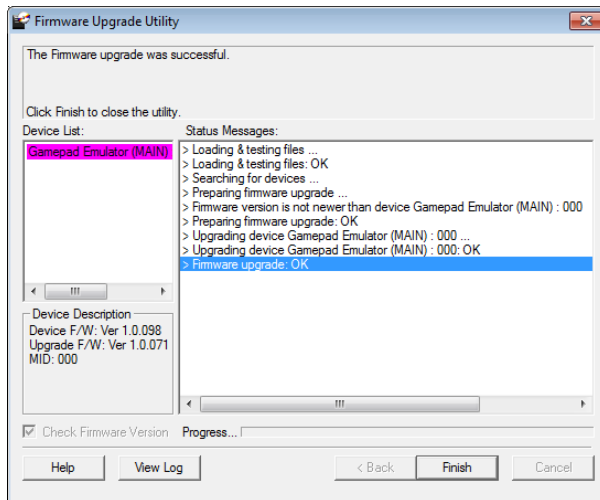 Firmware Upgrade Utility
The Firmware upgrade was successful.
Click Finish to close the utility.
Device List:
Status Messages:
Gamepad Emulator (MAIN)
> Loading & testing files ...
> Loading & testing files: OK
> Searching for devices ...
> Preparing firmware upgrade ...
> Firmware version is not newer than device Gamepad Emulator (MAIN) : 000
> Preparing firmware upgrade: OK
> Upgrading device Gamepad Emulator (MAIN) : 000 ...
> Upgrading device Gamepad Emulator (MAIN) : 000: OK
> Firmware upgrade: OK
Device Description
Device F/W: Ver 1.0.098
Upgrade F/W: Ver 1.0.071
MID: 000
Check Firmware Version
Progress...
Help
View Log
< Back
Finish
Cancel